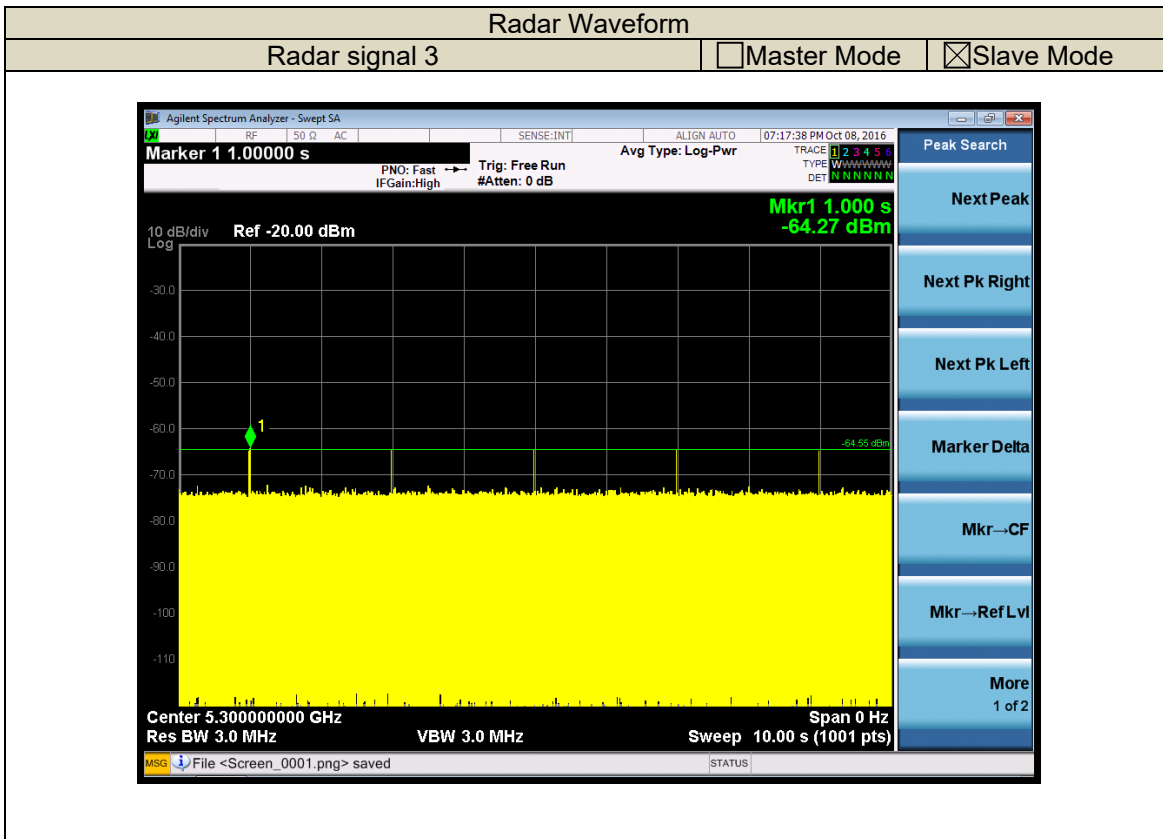 Radar Waveform
Radar signal 3 ☐Master Mode ☒Slave Mode
Agilent Spectrum Analyzer - Swept SA
LXI RF 50 Ω AC SENSE:INT ALIGN AUTO 07:17:38 PM Oct 08, 2016
Marker 1 1.00000 s
PNO: Fast
IFGain:High
Trig: Free Run
#Atten: 0 dB
Avg Type: Log-Pwr
TRACE 1 2 3 4 5 6
TYPE WWWWWW
DET N N N N N N
Mkr1 1.000 s
-64.27 dBm
10 dB/div Ref -20.00 dBm
Log
-30.0
-40.0
-50.0
-60.0
1
-64.55 dBm
-70.0
-80.0
-90.0
-100
-110
Center 5.300000000 GHz Span 0 Hz
Res BW 3.0 MHz VBW 3.0 MHz Sweep 10.00 s (1001 pts)
MSG File <Screen_0001.png> saved STATUS
Peak Search
Next Peak
Next Pk Right
Next Pk Left
Marker Delta
Mkr→CF
Mkr→Ref Lvl
More
1 of 2